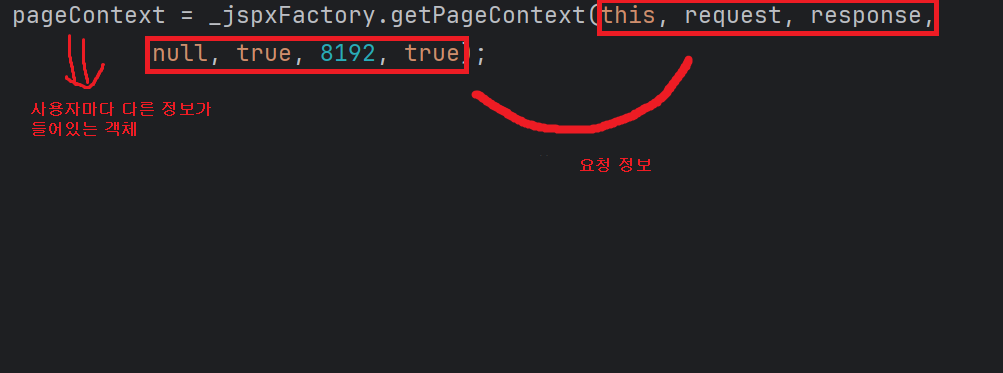 pageContext = _jspxFactory.getPageContext(this, request, response,
null, true, 8192, true);
사용자마다 다른 정보가
들어있는 객체
요청 정보